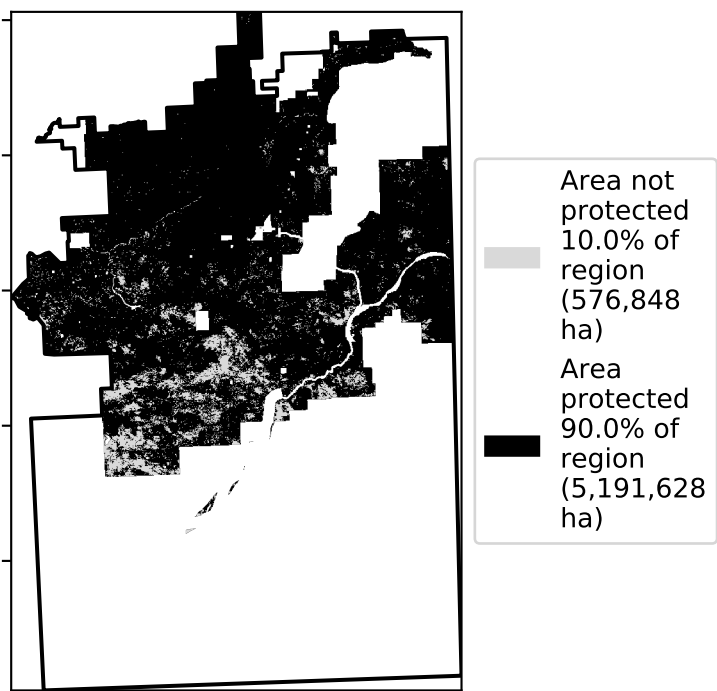 Area not
protected
10.0% of
region
(576,848
ha)
Area
protected
90.0% of
region
(5,191,628
ha)